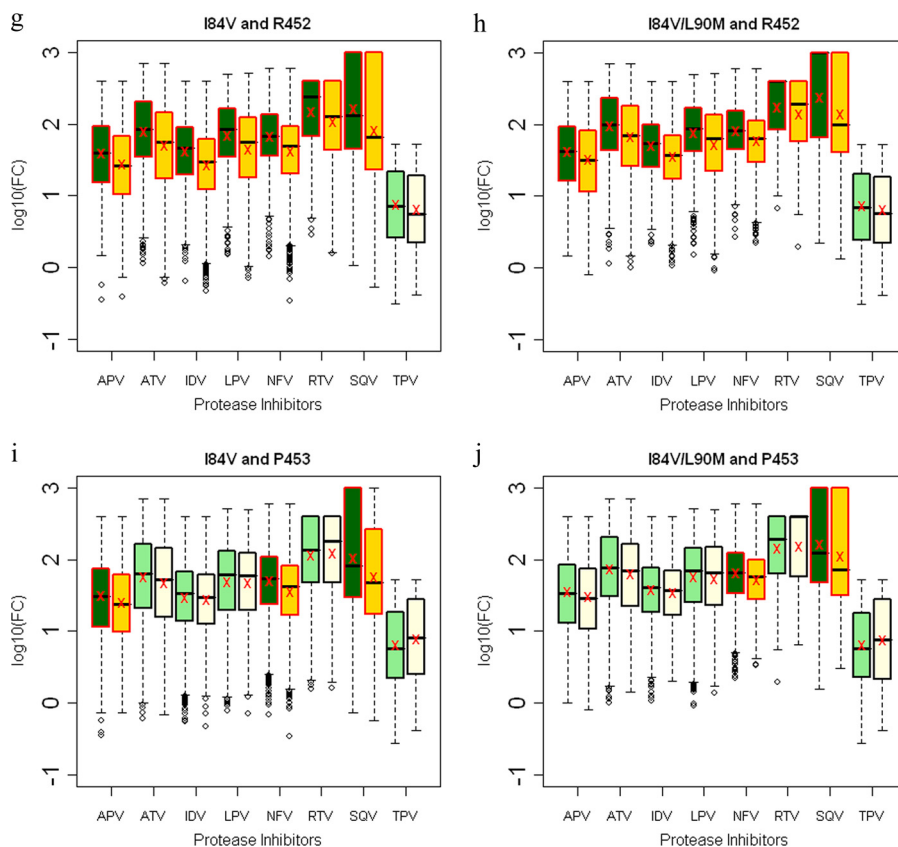 g
I84V and R452
log10(FC)
3
2
1
0
-1
APV ATV IDV LPV NFV RTV SQV TPV
Protease Inhibitors
h
I84V/L90M and R452
log10(FC)
3
2
1
0
-1
APV ATV IDV LPV NFV RTV SQV TPV
Protease Inhibitors
i
I84V and P453
log10(FC)
3
2
1
0
-1
APV ATV IDV LPV NFV RTV SQV TPV
Protease Inhibitors
j
I84V/L90M and P453
log10(FC)
3
2
1
0
-1
APV ATV IDV LPV NFV RTV SQV TPV
Protease Inhibitors